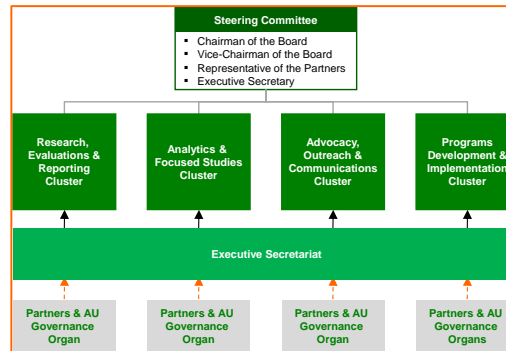 Steering Committee
▪ Chairman of the Board
▪ Vice-Chairman of the Board
▪ Representative of the Partners
▪ Executive Secretary
Research,
Evaluations &
Reporting
Cluster
Analytics &
Focused Studies
Cluster
Advocacy,
Outreach &
Communications
Cluster
Programs
Development &
Implementation
Cluster
Executive Secretariat
Partners & AU
Governance
Organ
Partners & AU
Governance
Organ
Partners & AU
Governance
Organ
Partners & AU
Governance
Organs